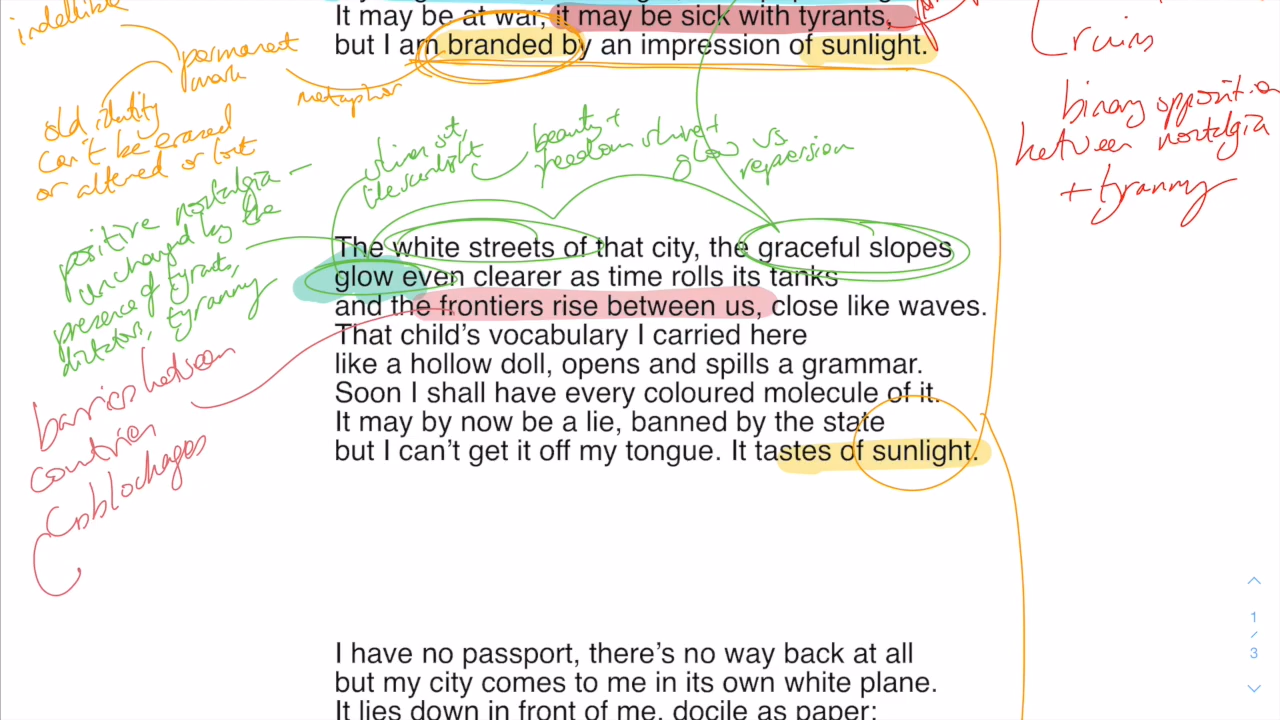 It may be at war, it may be sick with tyrants,
but I am branded by an impression of sunlight.
indellible
permanent
mark
metaphor
old identity
can't be erased
or altered or lost
ruins
binary opposition
between nostalgia
+ tyranny
shines out,
like sunlight
beauty +
freedom shine +
glow vs
repression
positive nostalgia
unchanged by the
presence of tyrants,
dictators, tyranny
The white streets of that city, the graceful slopes
glow even clearer as time rolls its tanks
and the frontiers rise between us, close like waves.
That child's vocabulary I carried here
like a hollow doll, opens and spills a grammar.
Soon I shall have every coloured molecule of it.
It may by now be a lie, banned by the state
but I can't get it off my tongue. It tastes of sunlight.
barriers between
countries
blockages
I have no passport, there's no way back at all
but my city comes to me in its own white plane.
It lies down in front of me, docile as paper;
1
/
3